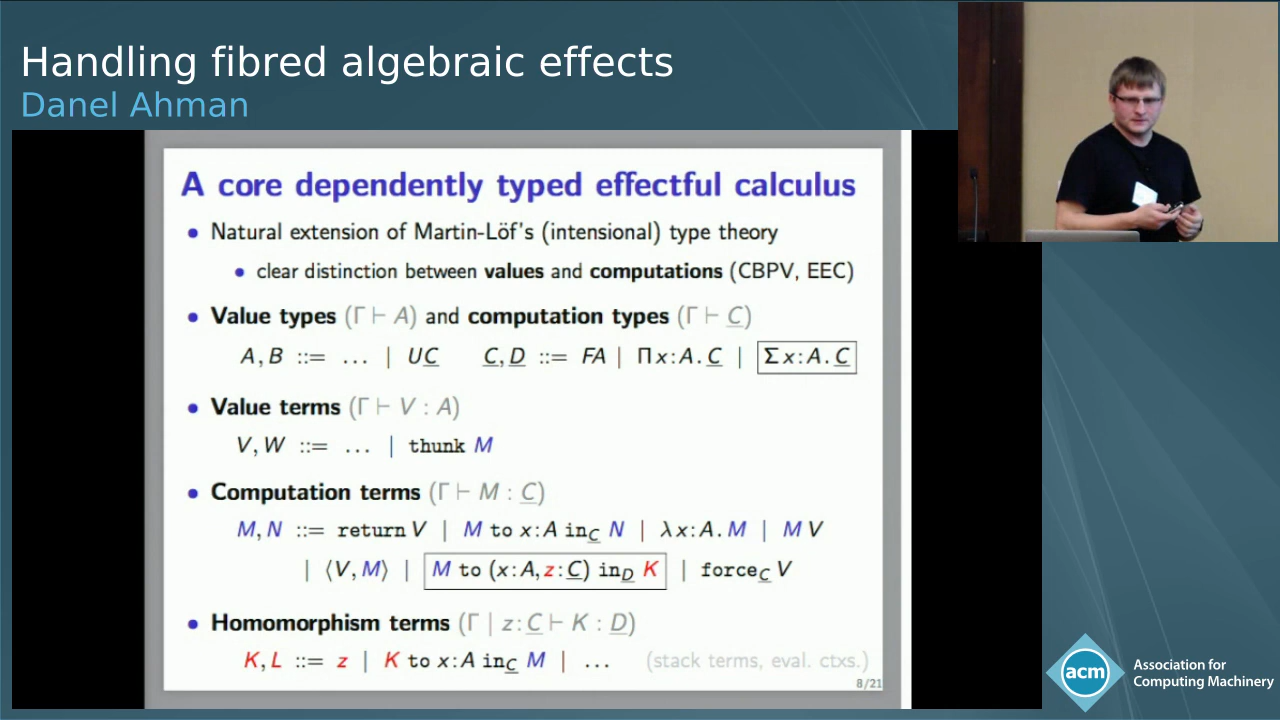 Handling fibred algebraic effects
Danel Ahman
A core dependently typed effectful calculus
• Natural extension of Martin-Löf's (intensional) type theory
• clear distinction between values and computations (CBPV, EEC)
• Value types (Γ ⊢ A) and computation types (Γ ⊢ C̲)
A, B ::= … | UC̲   C̲, D̲ ::= FA | Πx:A. C̲ | Σx:A. C̲
• Value terms (Γ ⊢ V : A)
V, W ::= … | thunk M
• Computation terms (Γ ⊢ M : C̲)
M, N ::= return V | M to x:A in_C̲ N | λx:A. M | M V
| ⟨V, M⟩ | M to (x:A, z:C̲) in_D̲ K | force_C̲ V
• Homomorphism terms (Γ | z:C̲ ⊢ K : D̲)
K, L ::= z | K to x:A in_C̲ M | … (stack terms, eval. ctxs.)
8/21
acm
Association for
Computing Machinery